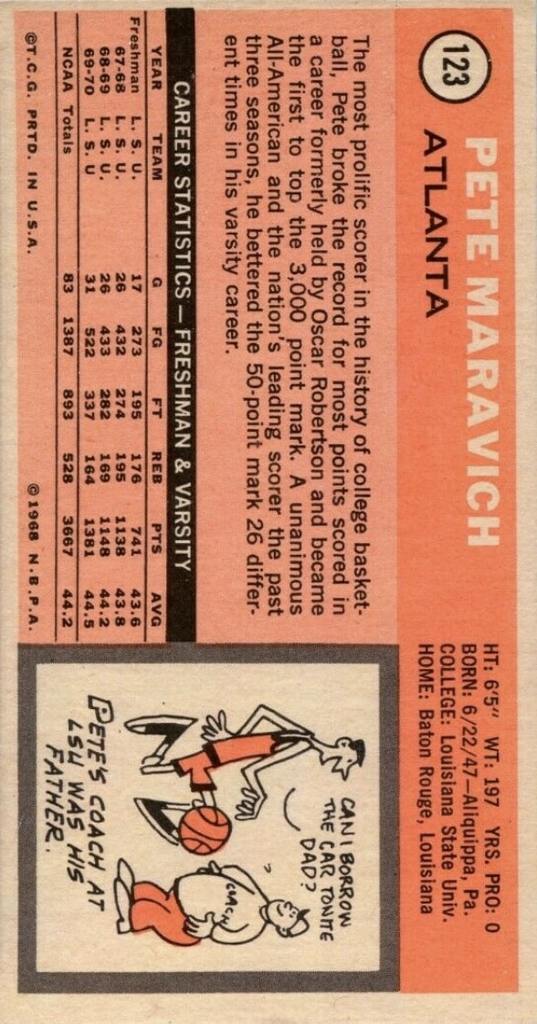 123
PETE MARAVICH
ATLANTA
HT: 6'5" WT: 197 YRS. PRO: 0
BORN: 6/22/47—Aliquippa, Pa.
COLLEGE: Louisiana State Univ.
HOME: Baton Rouge, Louisiana
The most prolific scorer in the history of college basket-
ball, Pete broke the record for most points scored in
a career formerly held by Oscar Robertson and became
the first to top the 3,000 point mark. A unanimous
All-American and the nation's leading scorer the past
three seasons, he bettered the 50-point mark 26 differ-
ent times in his varsity career.
CAREER STATISTICS — FRESHMAN & VARSITY
YEAR TEAM G FG FT REB PTS AVG
Freshman L. S. U. 17 273 195 176 741 43.6
67-68 L. S. U. 26 432 274 195 1138 43.8
68-69 L. S. U. 26 433 282 169 1148 44.2
69-70 L. S. U 31 522 337 164 1381 44.5
NCAA Totals 83 1387 893 528 3667 44.2
©T.C.G. PRTD. IN U.S.A. ©1968 N.B.P.A.
CAN I BORROW
THE CAR TONITE
DAD?
COACH
PETE'S COACH AT
LSU WAS HIS
FATHER.